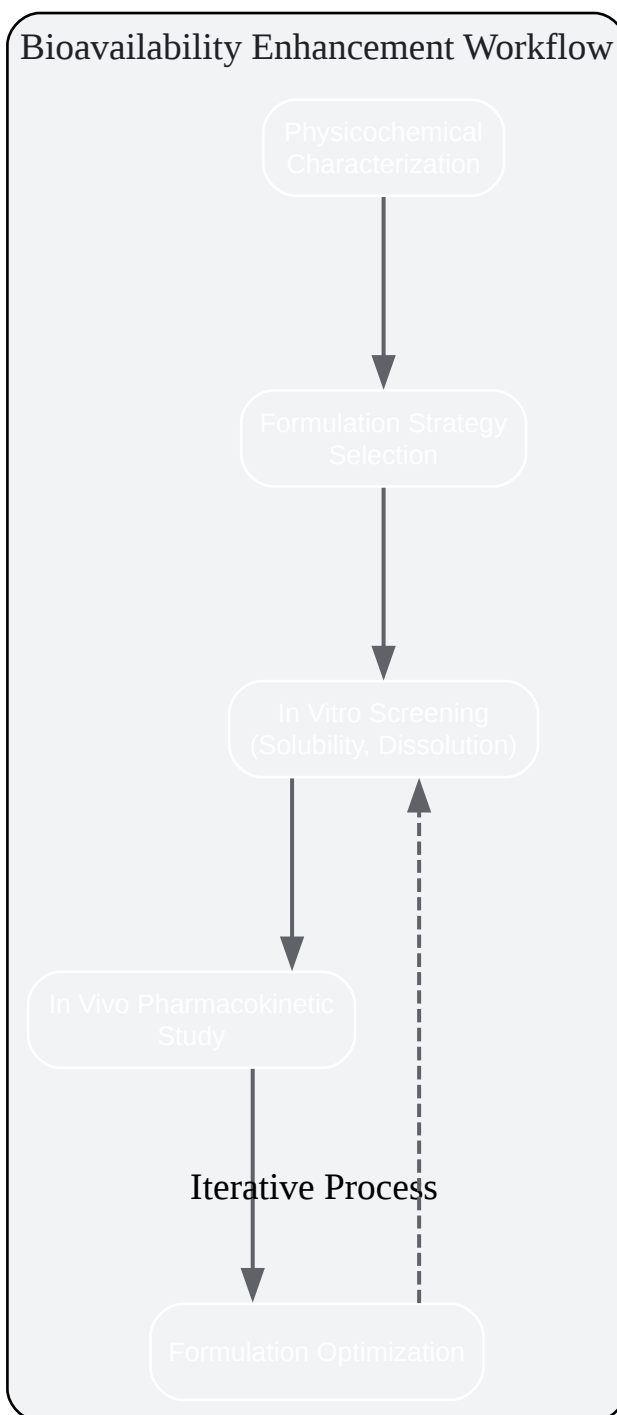 Bioavailability Enhancement Workflow
Physicochemical
Characterization
Formulation Strategy
Selection
In Vitro Screening
(Solubility, Dissolution)
In Vivo Pharmacokinetic
Study
Iterative Process
Formulation Optimization